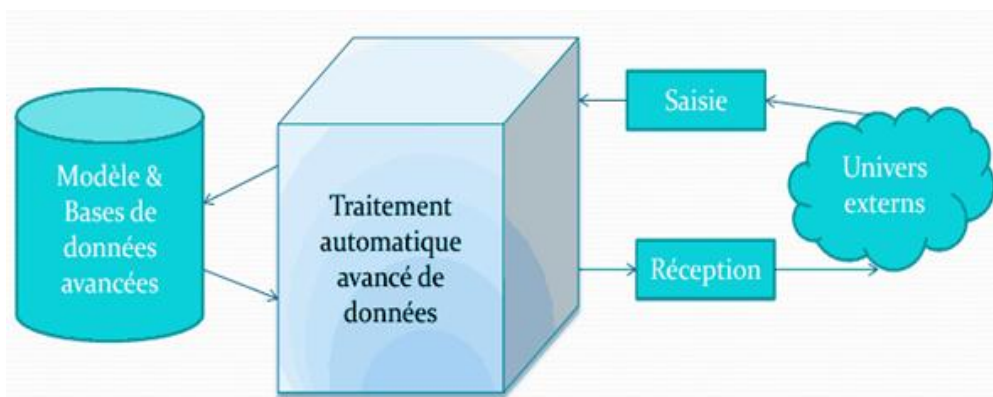 Modèle &
Bases de
données
avancées
Traitement
automatique
avancé de
données
Saisie
Réception
Univers
externs